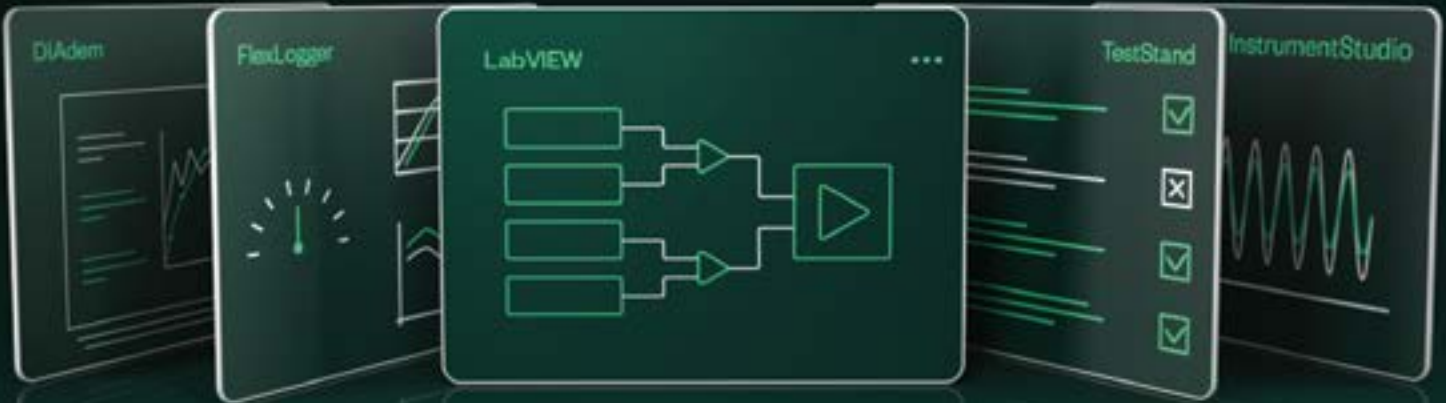 DIAdem
FlexLogger
LabVIEW
TestStand
InstrumentStudio